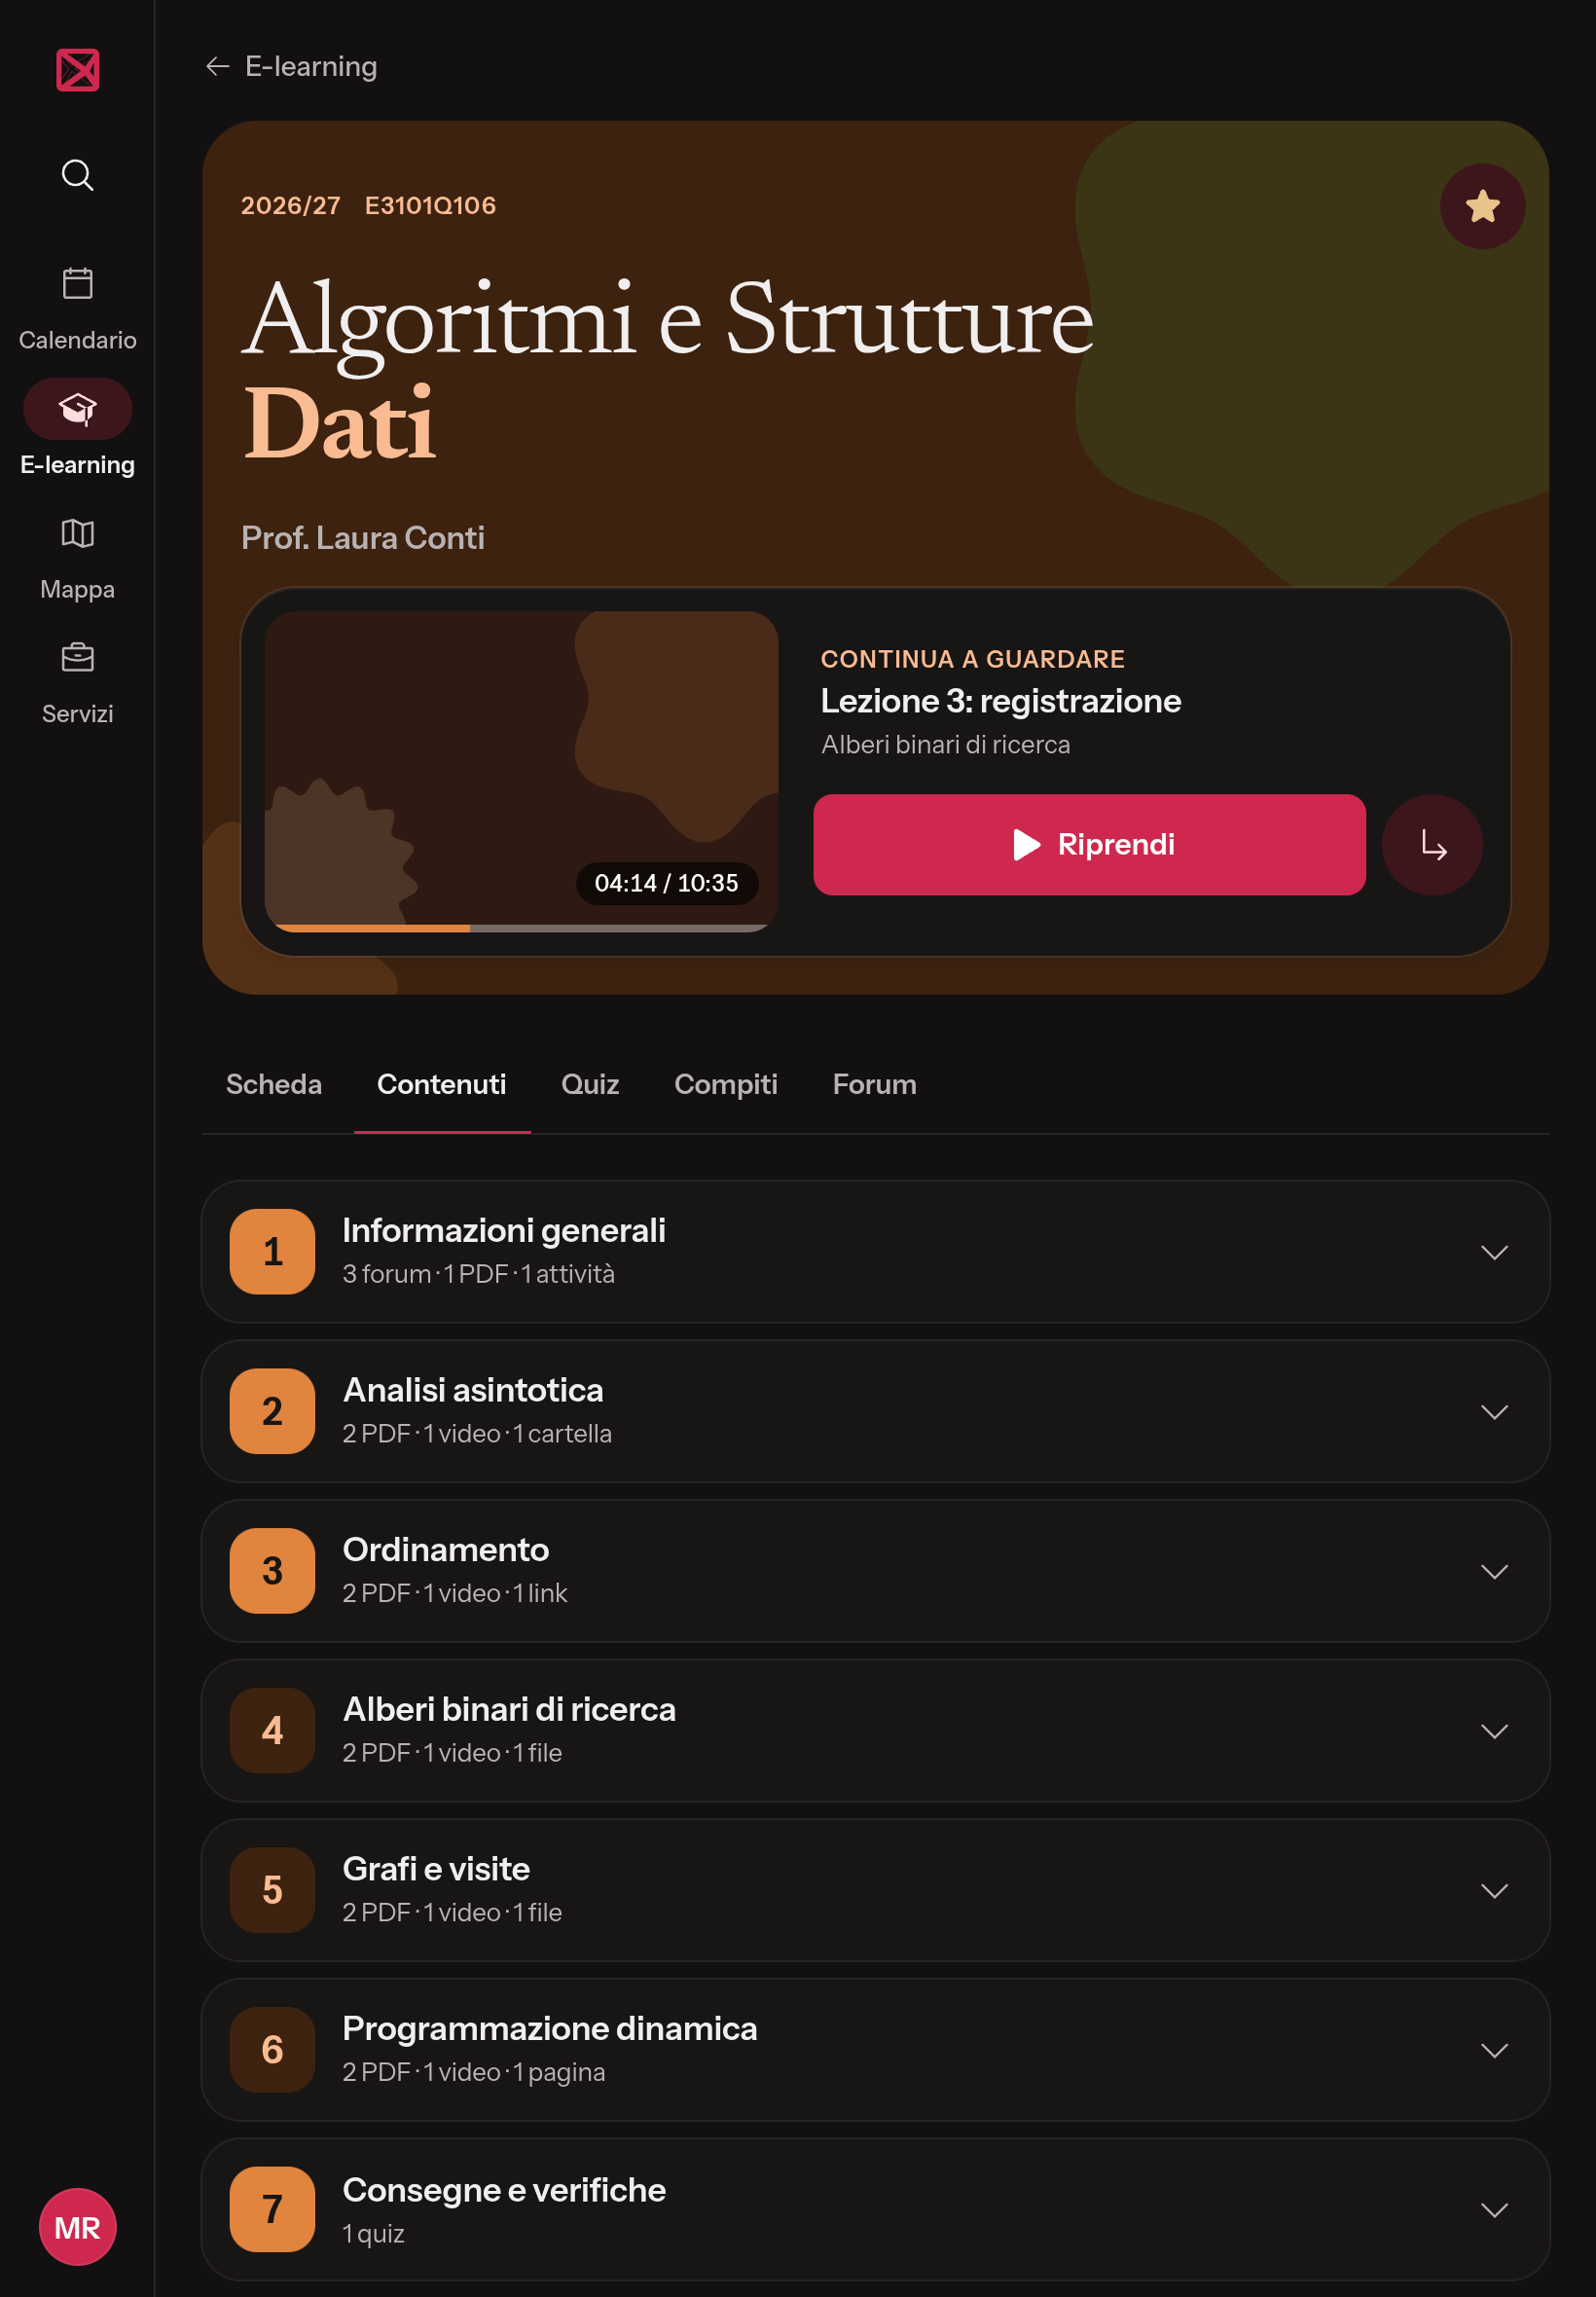 E-learning
2026/27 E3101Q106
Algoritmi e Strutture
Dati
Prof. Laura Conti
CONTINUA A GUARDARE
Lezione 3: registrazione
Alberi binari di ricerca
04:14 / 10:35
Riprendi
Calendario
E-learning
Mappa
Servizi
MR
Scheda
Contenuti
Quiz
Compiti
Forum
1
Informazioni generali
3 forum · 1 PDF · 1 attività
2
Analisi asintotica
2 PDF · 1 video · 1 cartella
3
Ordinamento
2 PDF · 1 video · 1 link
4
Alberi binari di ricerca
2 PDF · 1 video · 1 file
5
Grafi e visite
2 PDF · 1 video · 1 file
6
Programmazione dinamica
2 PDF · 1 video · 1 pagina
7
Consegne e verifiche
1 quiz